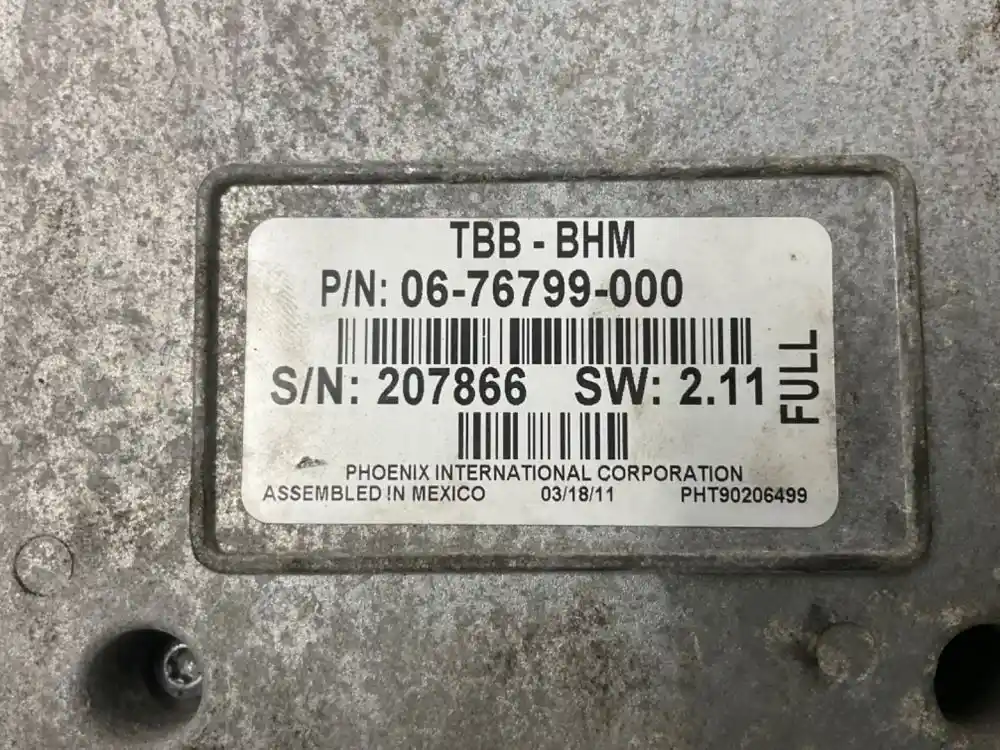 TBB - BHM
P/N: 06-76799-000
S/N: 207866 SW: 2.11
FULL
PHOENIX INTERNATIONAL CORPORATION
ASSEMBLED IN MEXICO 03/18/11 PHT90206499